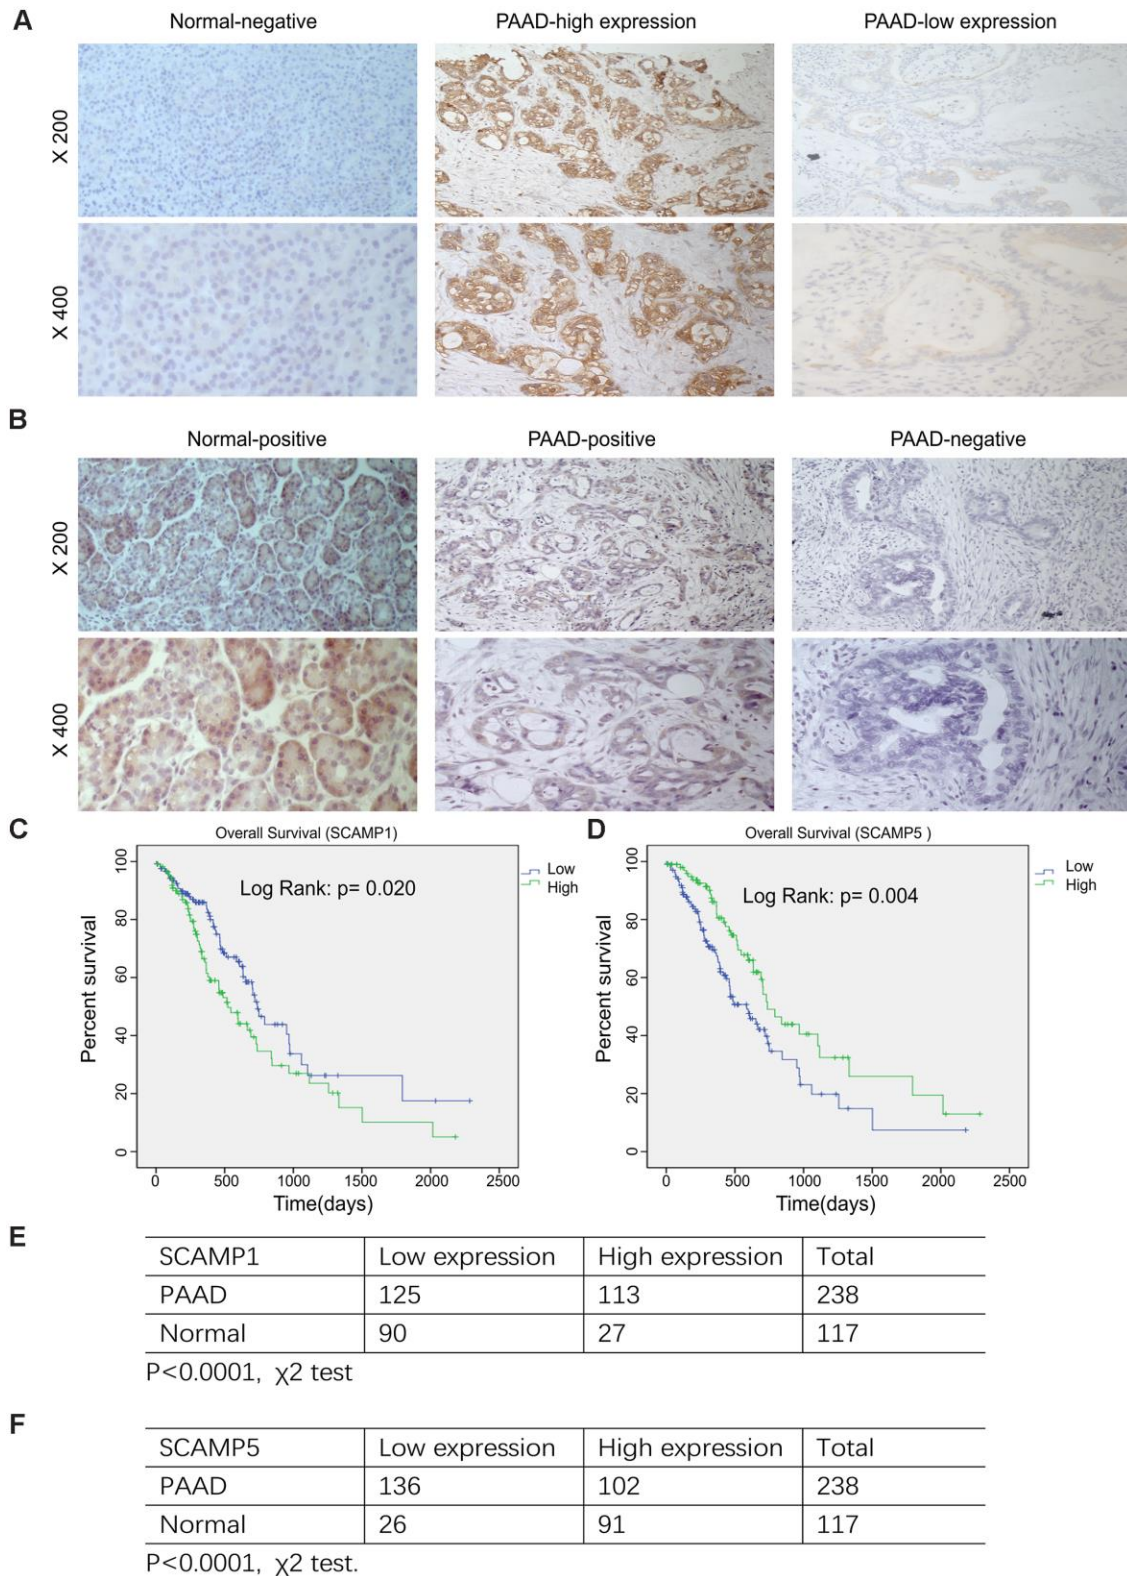 A
Normal-negative
PAAD-high expression
PAAD-low expression
X 200
X 400
B
Normal-positive
PAAD-positive
PAAD-negative
X 200
X 400
C
Overall Survival (SCAMP1)
Log Rank: p= 0.020
Low
High
Percent survival
100
80
60
40
20
0
0 500 1000 1500 2000 2500
Time(days)
D
Overall Survival (SCAMP5 )
Log Rank: p= 0.004
Low
High
Percent survival
100
80
60
40
20
0
0 500 1000 1500 2000 2500
Time(days)
E
SCAMP1 Low expression High expression Total
PAAD 125 113 238
Normal 90 27 117
P<0.0001, χ2 test
F
SCAMP5 Low expression High expression Total
PAAD 136 102 238
Normal 26 91 117
P<0.0001, χ2 test.